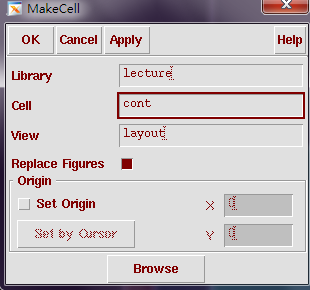 MakeCell
OK Cancel Apply Help
Library lecture
Cell cont
View layout
Replace Figures
Origin
Set Origin X 0
Set by Cursor Y 0
Browse